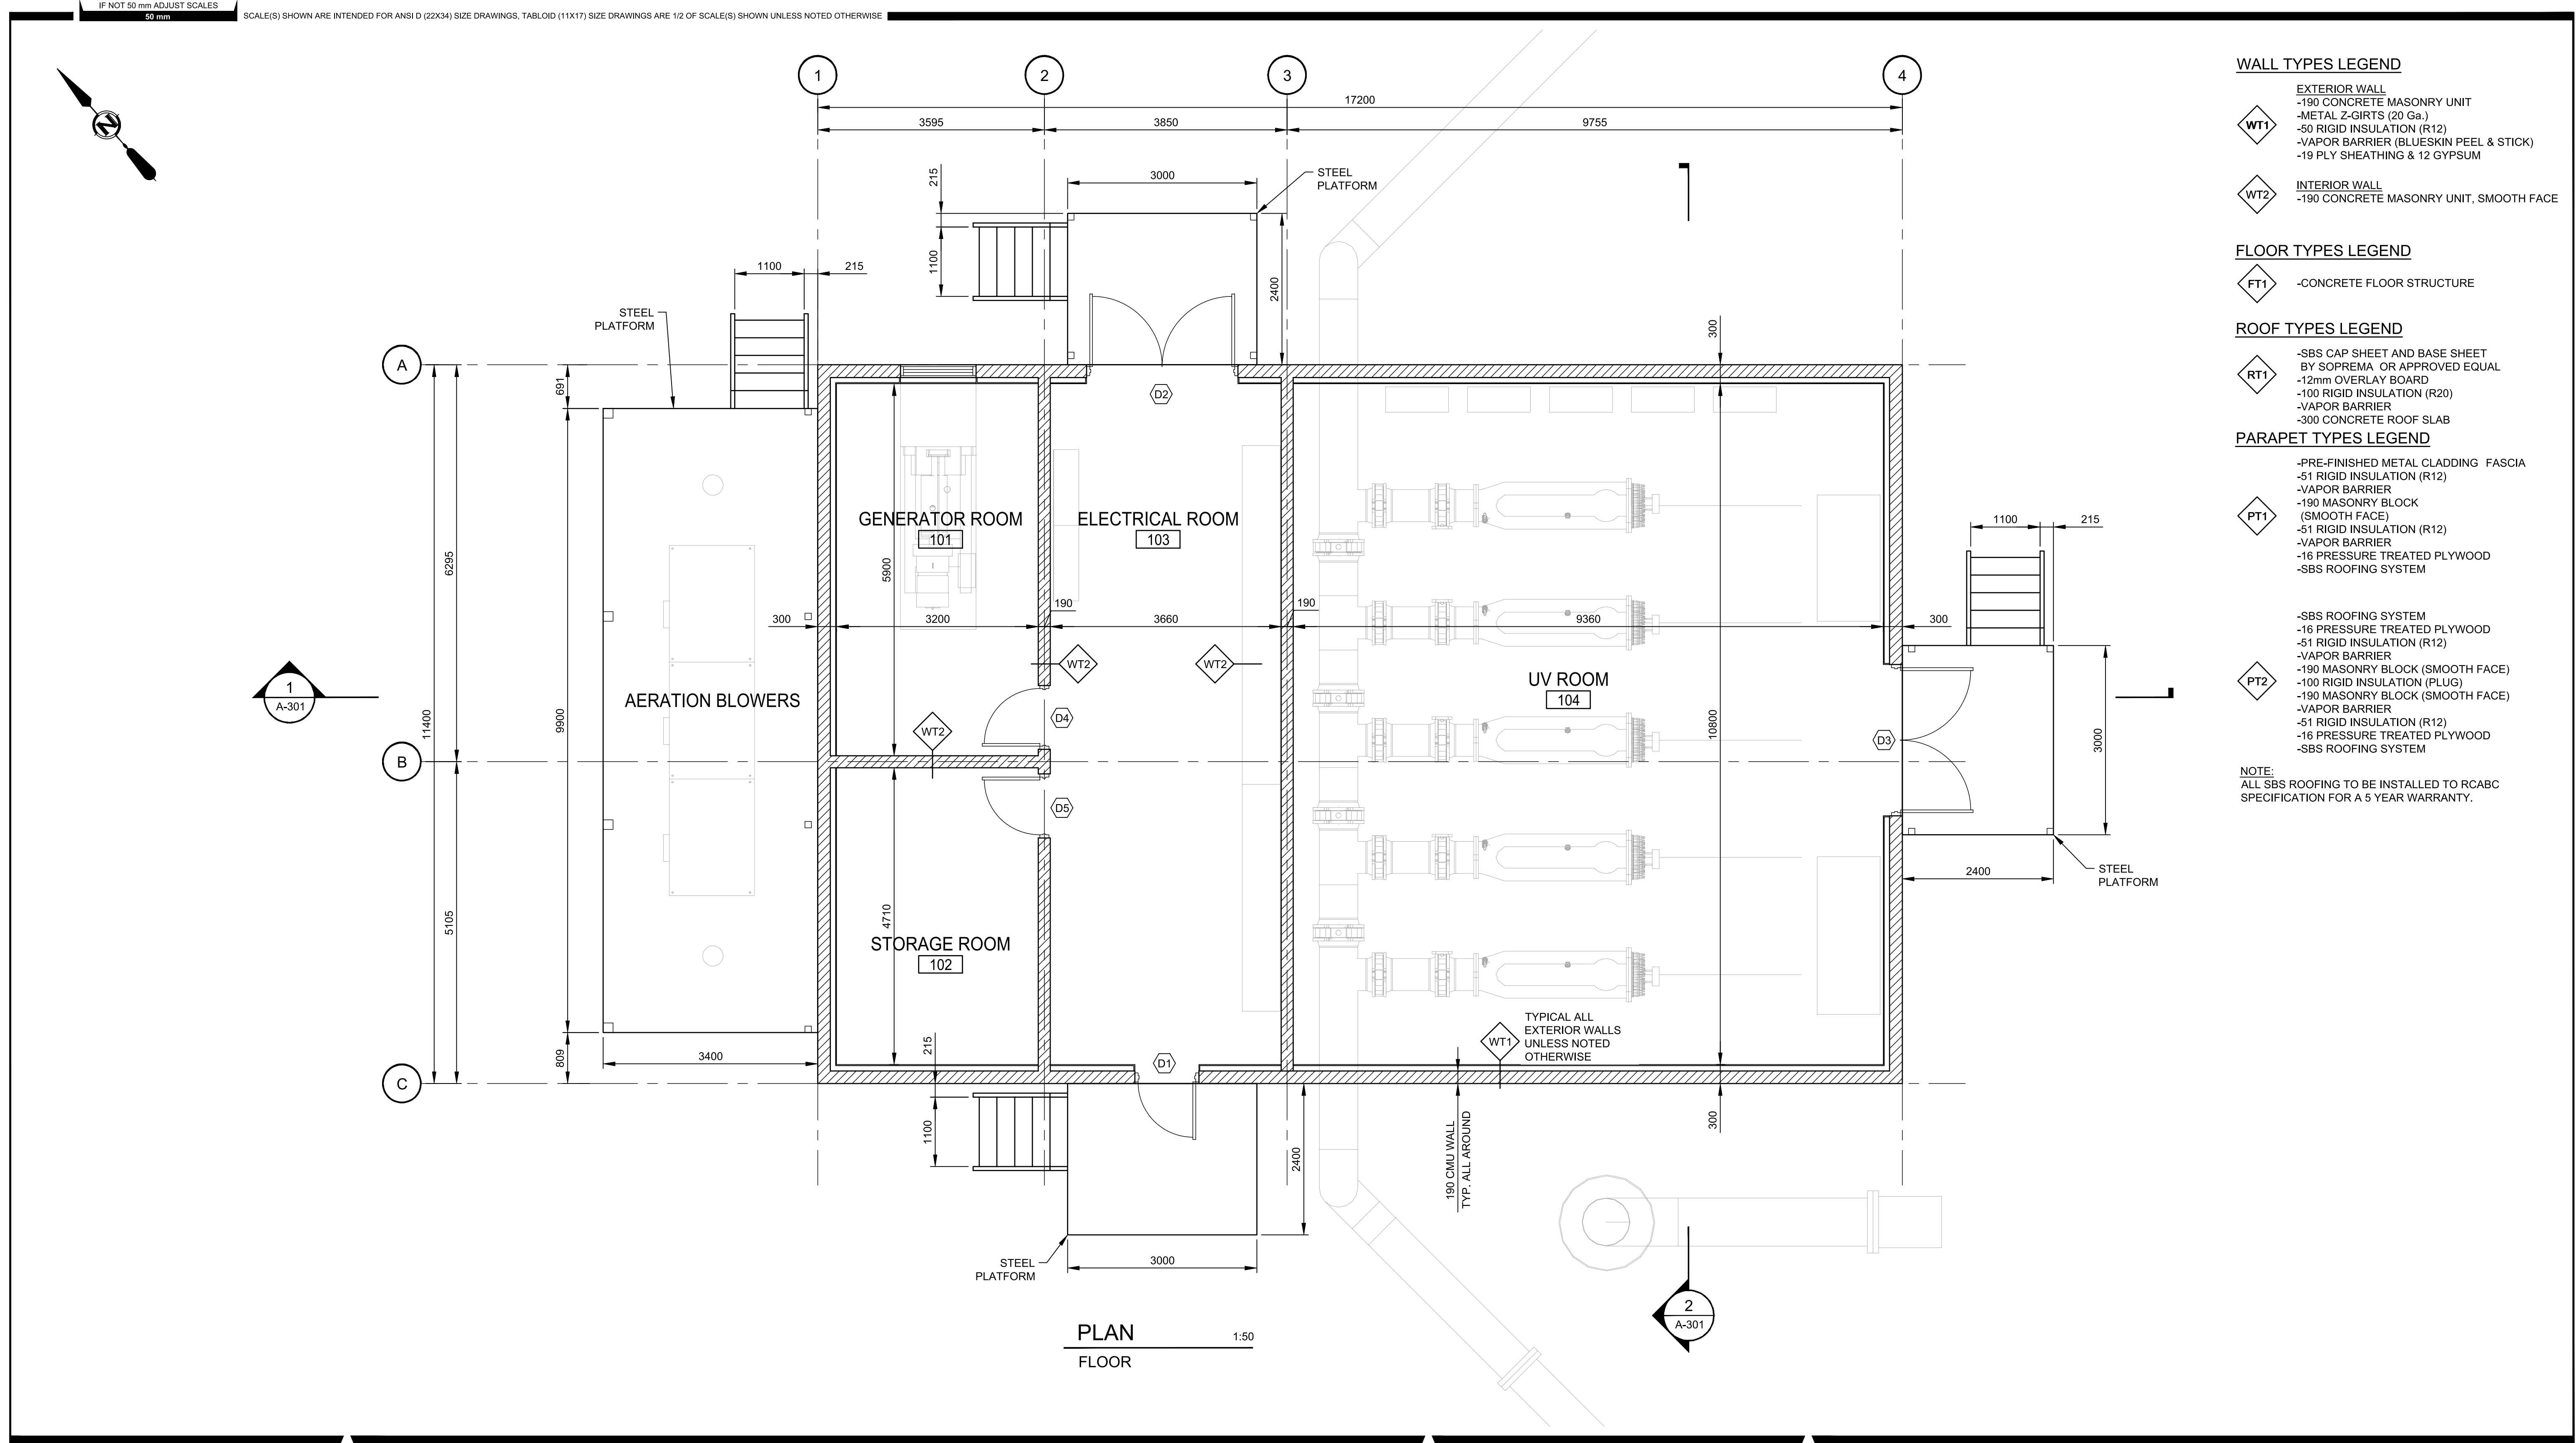 IF NOT 50 mm ADJUST SCALES
50 mm
SCALE(S) SHOWN ARE INTENDED FOR ANSI D (22X34) SIZE DRAWINGS, TABLOID (11X17) SIZE DRAWINGS ARE 1/2 OF SCALE(S) SHOWN UNLESS NOTED OTHERWISE
N
1
2
3
4
17200
3595
3850
9755
215
3000
STEEL
PLATFORM
1100
2400
1100
215
STEEL
PLATFORM
300
A
691
D2
GENERATOR ROOM
101
ELECTRICAL ROOM
103
1100
215
6295
5900
190
190
300
3200
3660
9360
300
WT2
WT2
1
A-301
AERATION BLOWERS
UV ROOM
104
11400
9900
WT2
D4
10800
D3
3000
B
D5
STEEL
PLATFORM
2400
5105
4710
STORAGE ROOM
102
TYPICAL ALL
EXTERIOR WALLS
UNLESS NOTED
OTHERWISE
WT1
215
809
3400
D1
C
1100
300
190 CMU WALL
TYP. ALL AROUND
2400
STEEL
PLATFORM
3000
2
A-301
PLAN
1:50
FLOOR
WALL TYPES LEGEND
WT1
EXTERIOR WALL
-190 CONCRETE MASONRY UNIT
-METAL Z-GIRTS (20 Ga.)
-50 RIGID INSULATION (R12)
-VAPOR BARRIER (BLUESKIN PEEL & STICK)
-19 PLY SHEATHING & 12 GYPSUM
WT2
INTERIOR WALL
-190 CONCRETE MASONRY UNIT, SMOOTH FACE
FLOOR TYPES LEGEND
FT1
-CONCRETE FLOOR STRUCTURE
ROOF TYPES LEGEND
RT1
-SBS CAP SHEET AND BASE SHEET
BY SOPREMA OR APPROVED EQUAL
-12mm OVERLAY BOARD
-100 RIGID INSULATION (R20)
-VAPOR BARRIER
-300 CONCRETE ROOF SLAB
PARAPET TYPES LEGEND
PT1
-PRE-FINISHED METAL CLADDING FASCIA
-51 RIGID INSULATION (R12)
-VAPOR BARRIER
-190 MASONRY BLOCK
(SMOOTH FACE)
-51 RIGID INSULATION (R12)
-VAPOR BARRIER
-16 PRESSURE TREATED PLYWOOD
-SBS ROOFING SYSTEM
PT2
-SBS ROOFING SYSTEM
-16 PRESSURE TREATED PLYWOOD
-51 RIGID INSULATION (R12)
-VAPOR BARRIER
-190 MASONRY BLOCK (SMOOTH FACE)
-100 RIGID INSULATION (PLUG)
-190 MASONRY BLOCK (SMOOTH FACE)
-VAPOR BARRIER
-51 RIGID INSULATION (R12)
-16 PRESSURE TREATED PLYWOOD
-SBS ROOFING SYSTEM
NOTE:
ALL SBS ROOFING TO BE INSTALLED TO RCABC
SPECIFICATION FOR A 5 YEAR WARRANTY.